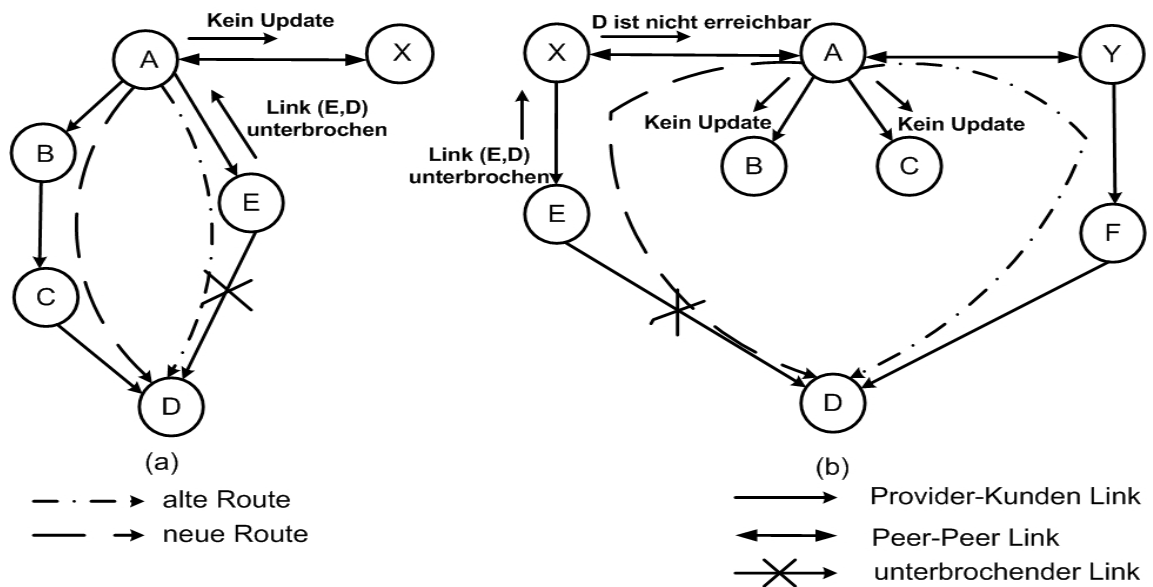 Kein Update
A
X
Link (E,D)
unterbrochen
B
E
C
D
(a)
D ist nicht erreichbar
X
A
Y
Kein Update
Kein Update
Link (E,D)
unterbrochen
B
C
E
F
D
(b)
alte Route
neue Route
Provider-Kunden Link
Peer-Peer Link
unterbrochender Link